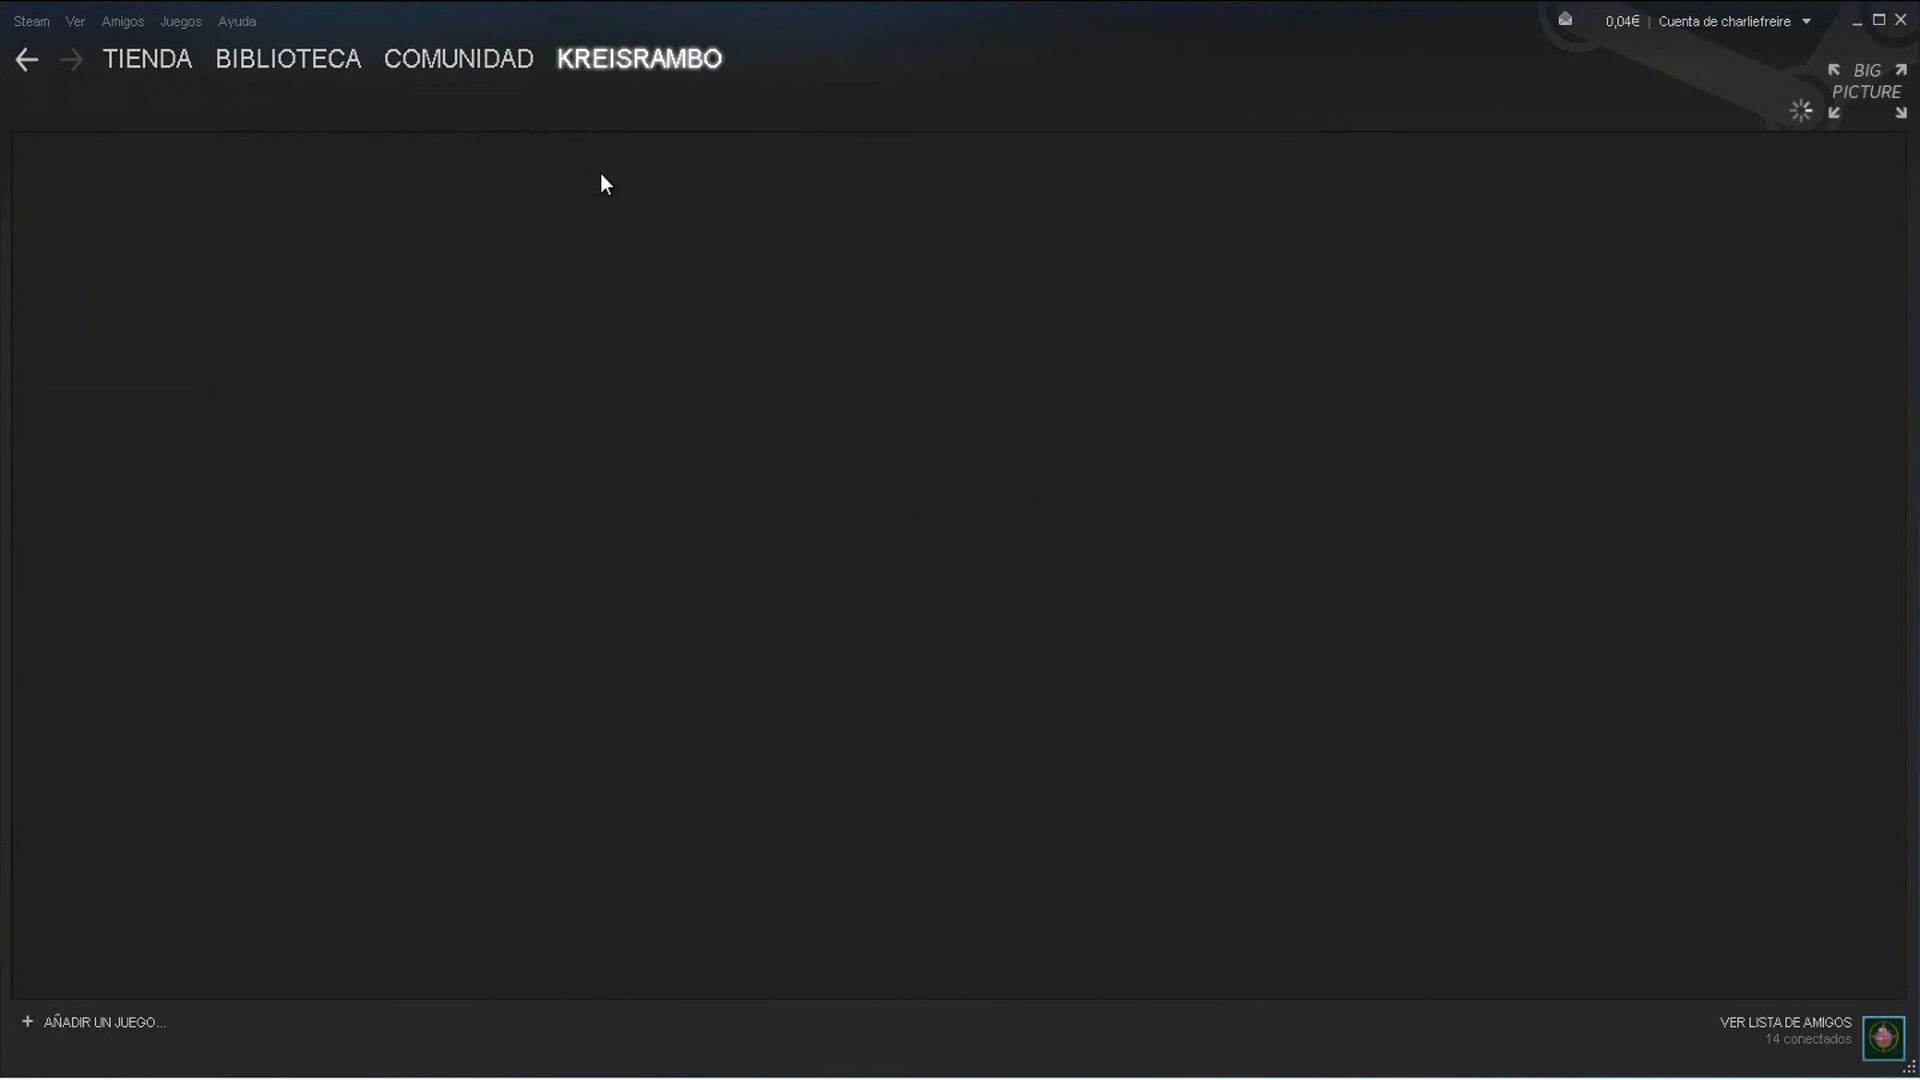 Steam Ver Amigos Juegos Ayuda
0,04€ | Cuenta de charliefreire
TIENDA BIBLIOTECA COMUNIDAD KREISRAMBO
BIG
PICTURE
+ AÑADIR UN JUEGO...
VER LISTA DE AMIGOS
14 conectados